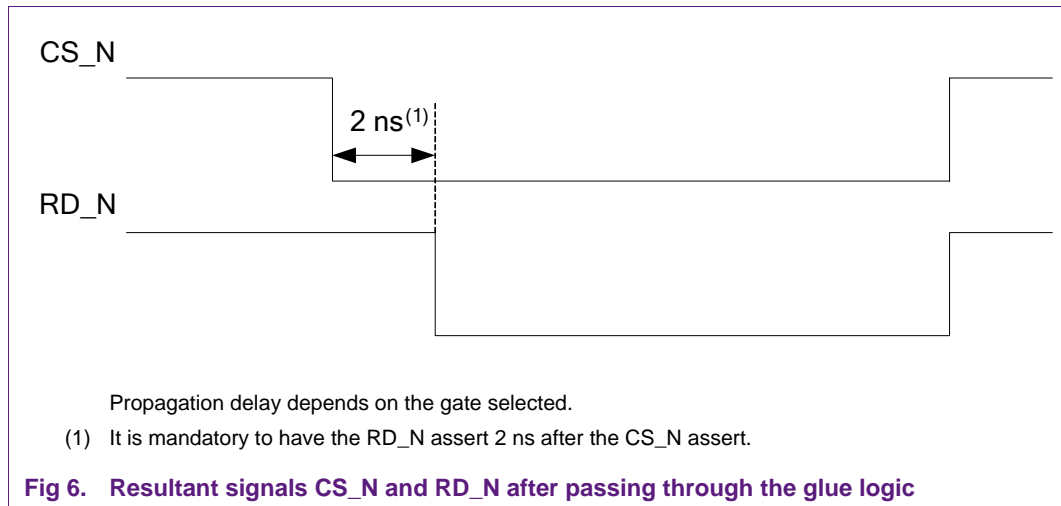 CS_N
2 ns(1)
RD_N
Propagation delay depends on the gate selected.
(1) It is mandatory to have the RD_N assert 2 ns after the CS_N assert.
Fig 6. Resultant signals CS_N and RD_N after passing through the glue logic